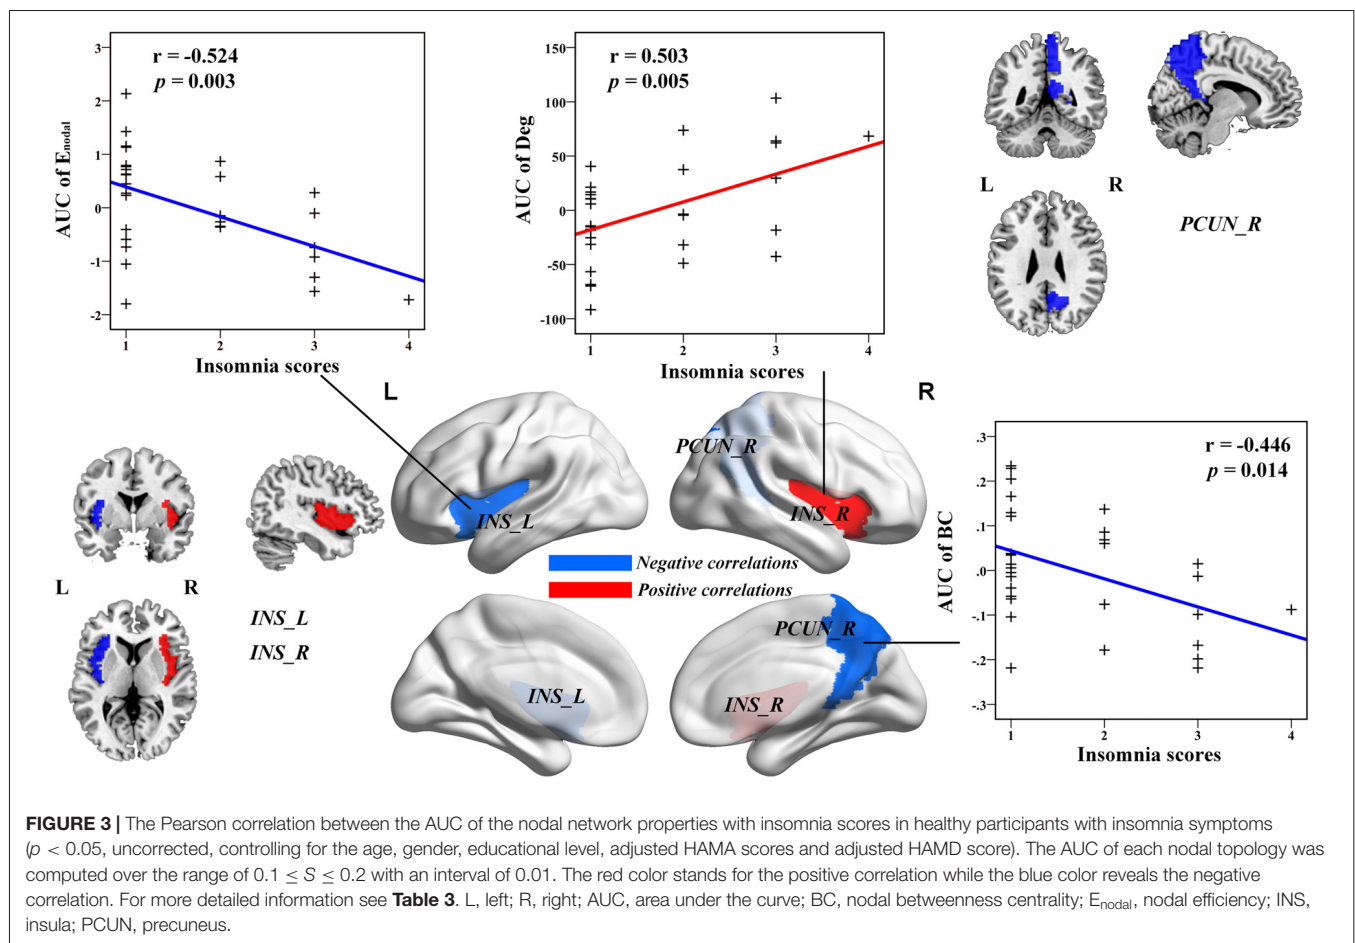 r = -0.524
p = 0.003
AUC of Enodal
3
2
1
0
-1
-2
1 2 3 4
Insomnia scores
r = 0.503
p = 0.005
AUC of Deg
150
100
50
0
-50
-100
1 2 3 4
Insomnia scores
L R
PCUN_R
L R
PCUN_R
INS_L
INS_R
Negative correlations
Positive correlations
PCUN_R
INS_L
INS_R
L R
INS_L
INS_R
r = -0.446
p = 0.014
AUC of BC
.3
.2
.1
.0
-.1
-.2
-.3
1 2 3 4
Insomnia scores
FIGURE 3 | The Pearson correlation between the AUC of the nodal network properties with insomnia scores in healthy participants with insomnia symptoms
(p < 0.05, uncorrected, controlling for the age, gender, educational level, adjusted HAMA scores and adjusted HAMD score). The AUC of each nodal topology was
computed over the range of 0.1 ≤ S ≤ 0.2 with an interval of 0.01. The red color stands for the positive correlation while the blue color reveals the negative
correlation. For more detailed information see Table 3. L, left; R, right; AUC, area under the curve; BC, nodal betweenness centrality; Enodal, nodal efficiency; INS,
insula; PCUN, precuneus.